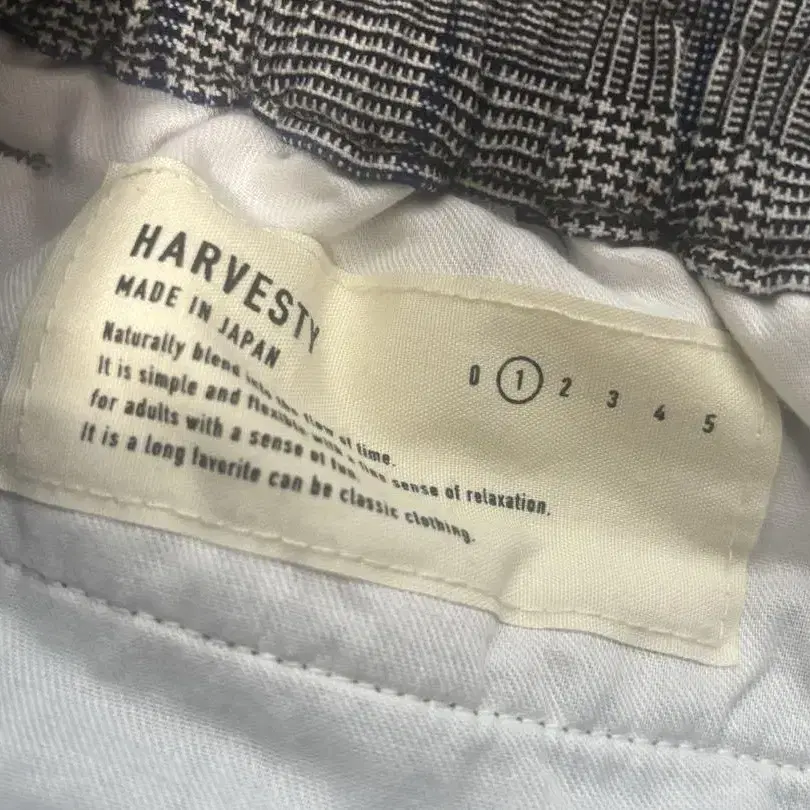 HARVESTY
MADE IN JAPAN
Naturally blend into the flow of time.
It is simple and flexible with a fine sense of relaxation.
for adults with a sense of fun.
It is a long favorite can be classic clothing.
0 1 2 3 4 5